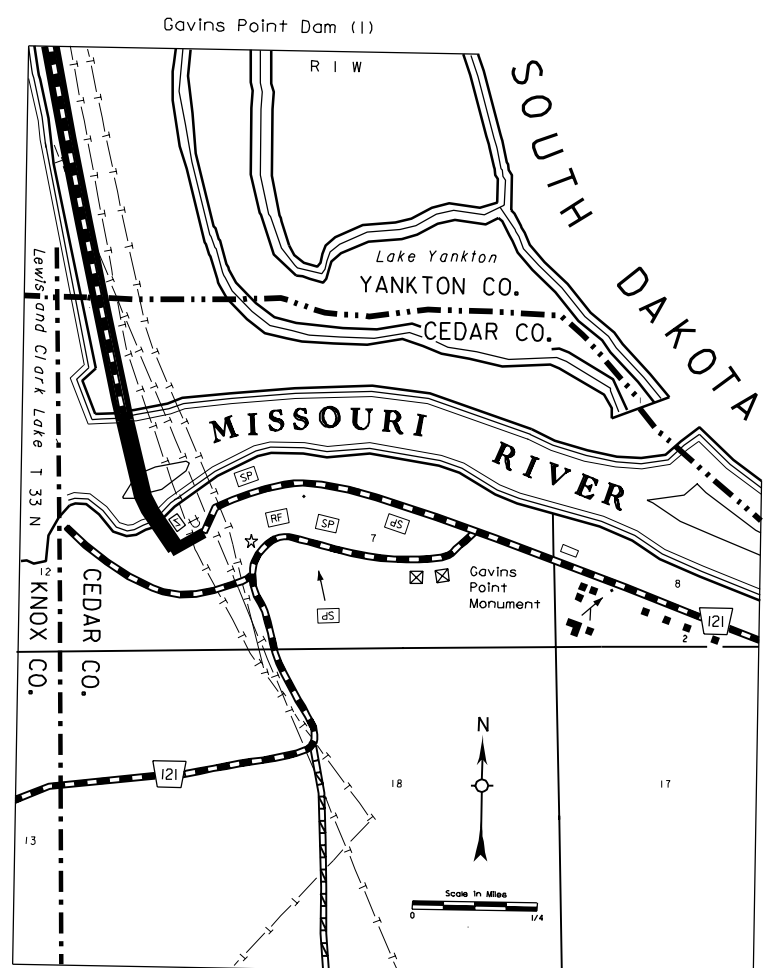 Gavins Point Dam (1)
R 1 W
SOUTH DAKOTA
Lake Yankton
YANKTON CO.
CEDAR CO.
Lewis and Clark Lake
T 33 N
MISSOURI RIVER
SP
RF
SP
SP
7
SP
12
KNOX CO.
CEDAR CO.
Gavins
Point
Monument
8
121
2
N
121
18
17
13
Scale in Miles
0 1/4